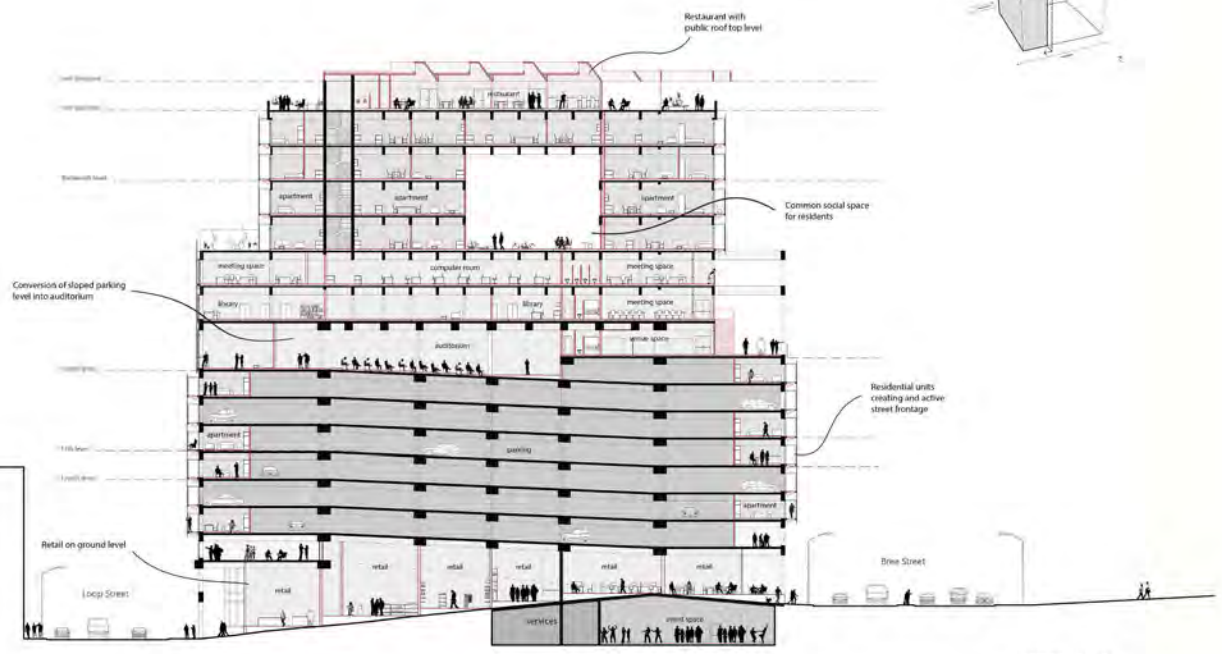 Restaurant with
public roof top level
restaurant
apartment
apartment
apartment
Common social space
for residents
meeting space
computer room
meeting space
Conversion of sloped parking
level into auditorium
library
library
meeting space
auditorium
Residential units
creating and active
street frontage
apartment
parking
apartment
Retail on ground level
Bree Street
retail
retail
retail
retail
retail
retail
Loop Street
services
event space